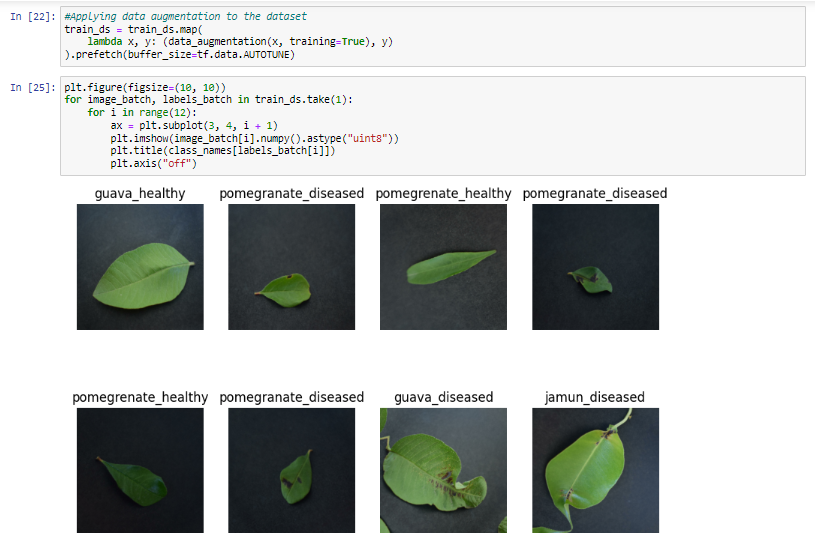 In [22]: #Applying data augmentation to the dataset
train_ds = train_ds.map(
    lambda x, y: (data_augmentation(x, training=True), y)
).prefetch(buffer_size=tf.data.AUTOTUNE)
In [25]: plt.figure(figsize=(10, 10))
for image_batch, labels_batch in train_ds.take(1):
    for i in range(12):
        ax = plt.subplot(3, 4, i + 1)
        plt.imshow(image_batch[i].numpy().astype("uint8"))
        plt.title(class_names[labels_batch[i]])
        plt.axis("off")
guava_healthy pomegranate_diseased pomegrenate_healthy pomegranate_diseased
pomegrenate_healthy pomegranate_diseased guava_diseased jamun_diseased